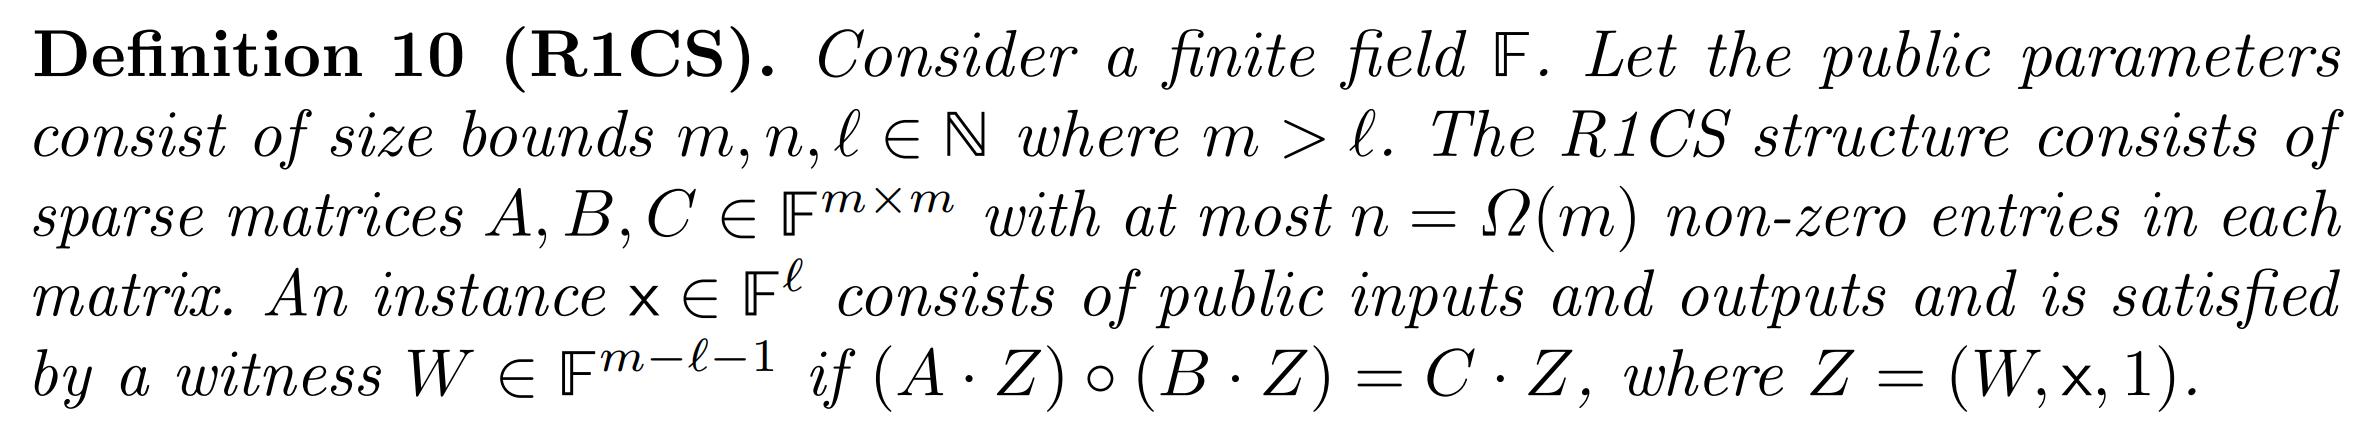 Definition 10 (R1CS). Consider a finite field 𝔽. Let the public parameters
consist of size bounds m, n, ℓ ∈ ℕ where m > ℓ. The R1CS structure consists of
sparse matrices A, B, C ∈ 𝔽^{m×m} with at most n = Ω(m) non-zero entries in each
matrix. An instance x ∈ 𝔽^ℓ consists of public inputs and outputs and is satisfied
by a witness W ∈ 𝔽^{m−ℓ−1} if (A · Z) ∘ (B · Z) = C · Z, where Z = (W, x, 1).